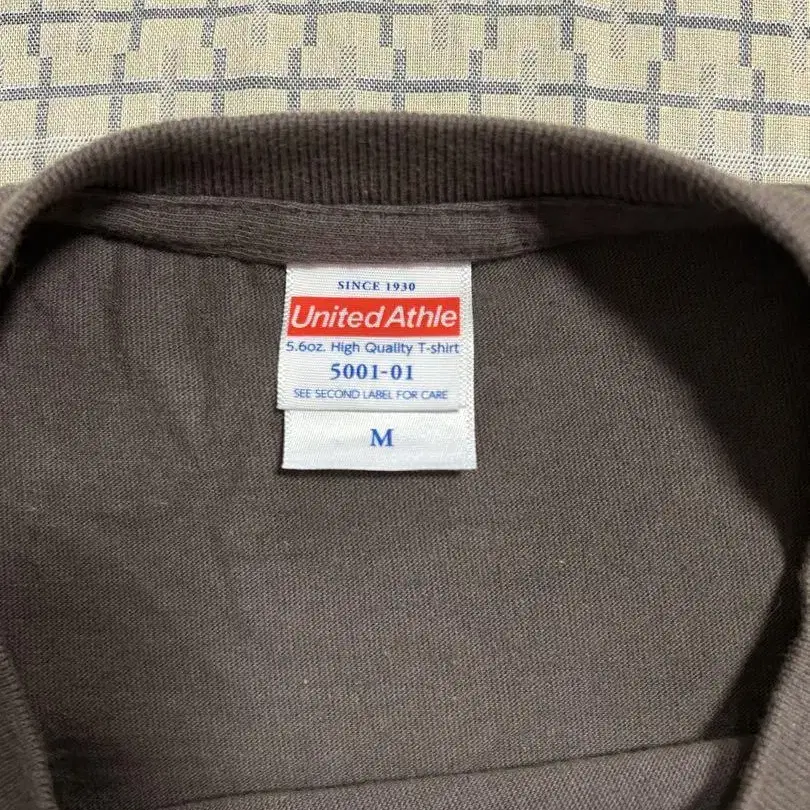 SINCE 1930
United Athle
5.6oz. High Quality T-shirt
5001-01
SEE SECOND LABEL FOR CARE
M